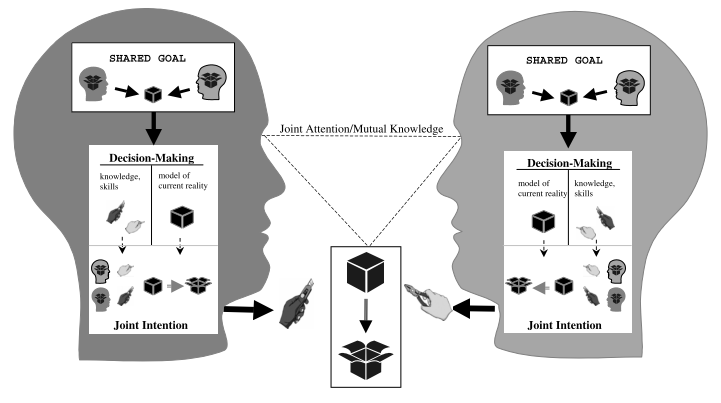 SHARED GOAL
Decision-Making
knowledge,
skills
model of
current reality
Joint Intention
Joint Attention/Mutual Knowledge
SHARED GOAL
Decision-Making
model of
current reality
knowledge,
skills
Joint Intention